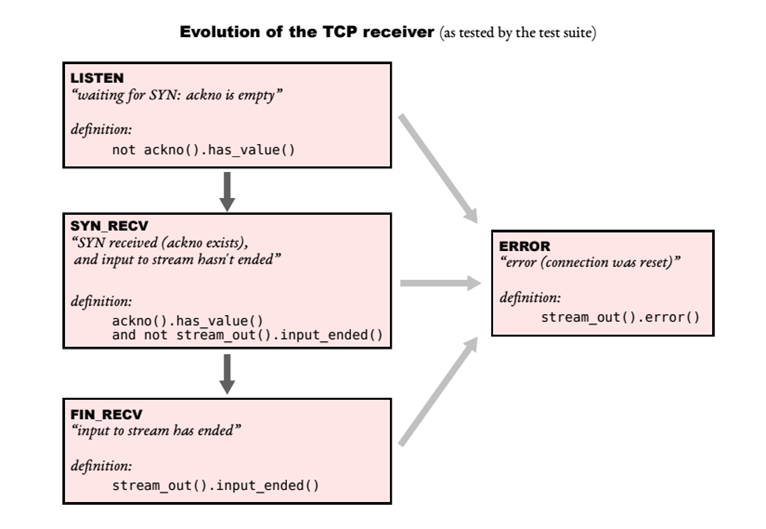 Evolution of the TCP receiver (as tested by the test suite)
LISTEN
“waiting for SYN: ackno is empty”
definition:
not ackno().has_value()
SYN_RECV
“SYN received (ackno exists),
and input to stream hasn't ended”
definition:
ackno().has_value()
and not stream_out().input_ended()
FIN_RECV
“input to stream has ended”
definition:
stream_out().input_ended()
ERROR
“error (connection was reset)”
definition:
stream_out().error()